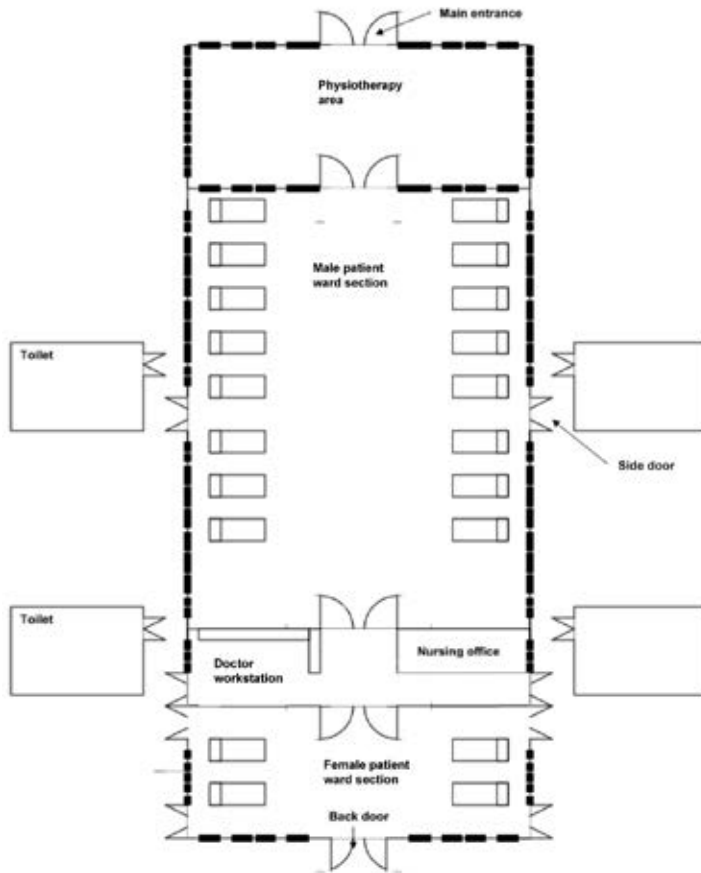 Main entrance
Physiotherapy
area
Male patient
ward section
Toilet
Side door
Toilet
Doctor
workstation
Nursing office
Female patient
ward section
Back door